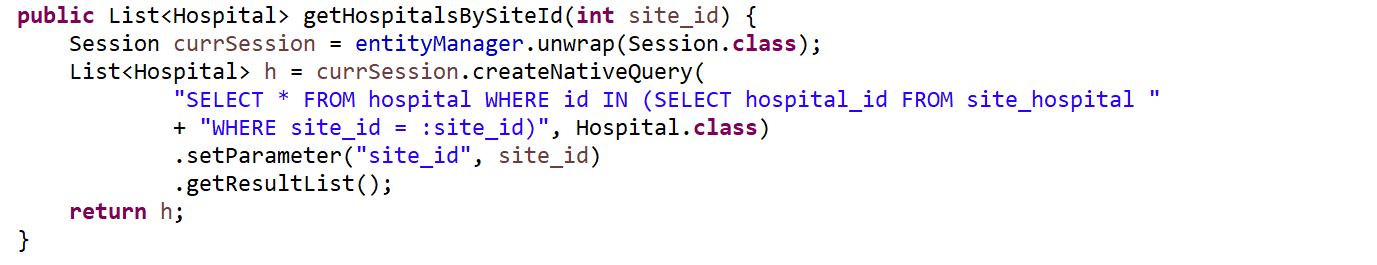 public List<Hospital> getHospitalsBySiteId(int site_id) {
    Session currSession = entityManager.unwrap(Session.class);
    List<Hospital> h = currSession.createNativeQuery(
            "SELECT * FROM hospital WHERE id IN (SELECT hospital_id FROM site_hospital "
            + "WHERE site_id = :site_id)", Hospital.class)
            .setParameter("site_id", site_id)
            .getResultList();
    return h;
}